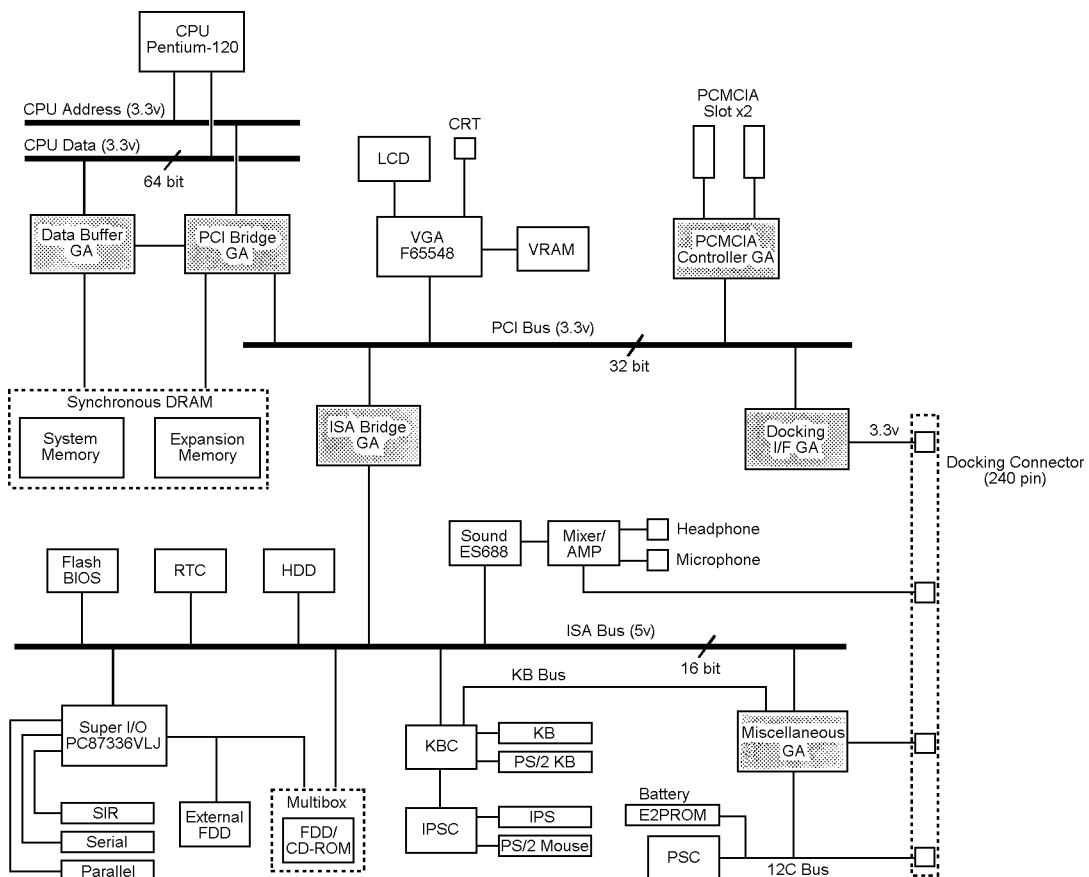 CPU
Pentium-120
CPU Address (3.3v)
CPU Data (3.3v)
64 bit
LCD
CRT
PCMCIA
Slot x2
Data Buffer
GA
PCI Bridge
GA
VGA
F65548
VRAM
PCMCIA
Controller GA
PCI Bus (3.3v)
32 bit
Synchronous DRAM
System
Memory
Expansion
Memory
ISA Bridge
GA
Docking
I/F GA
3.3v
Docking Connector
(240 pin)
Flash
BIOS
RTC
HDD
Sound
ES688
Mixer/
AMP
Headphone
Microphone
ISA Bus (5v)
16 bit
KB Bus
Super I/O
PC87336VLJ
KBC
KB
PS/2 KB
Miscellaneous
GA
SIR
Serial
Parallel
External
FDD
Multibox
FDD/
CD-ROM
IPSC
IPS
PS/2 Mouse
Battery
E2PROM
PSC
12C Bus